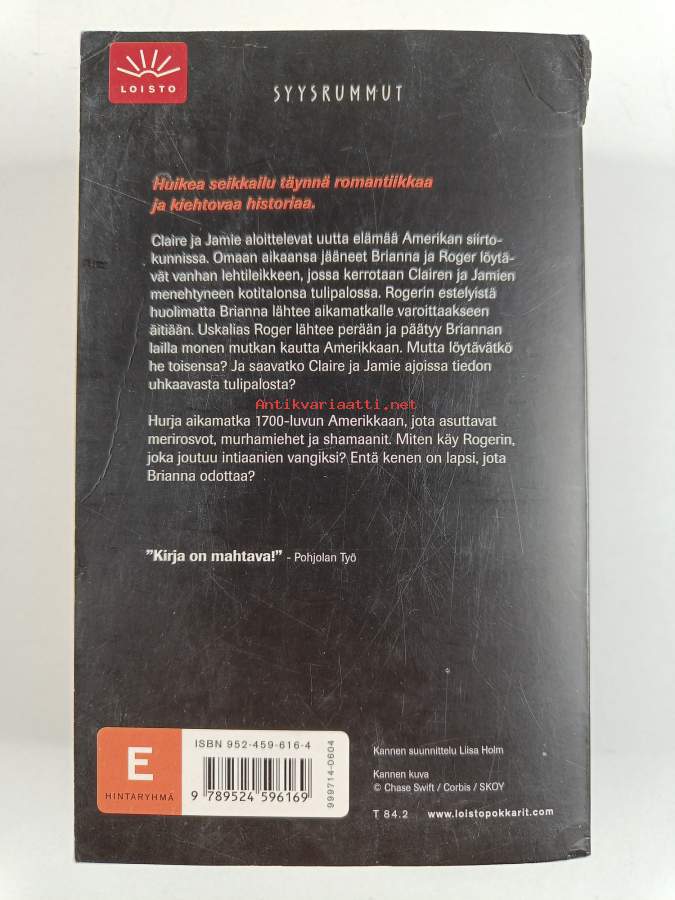 LOISTO
SYYSRUMMUT
Huikea seikkailu täynnä romantiikkaa
ja kiehtovaa historiaa.
Claire ja Jamie aloittelevat uutta elämää Amerikan siirto-
kunnissa. Omaan aikaansa jääneet Brianna ja Roger löytä-
vät vanhan lehtileikkeen, jossa kerrotaan Clairen ja Jamien
menehtyneen kotitalonsa tulipalossa. Rogerin estelyistä
huolimatta Brianna lähtee aikamatkalle varoittaakseen
äitiään. Uskalias Roger lähtee perään ja päätyy Briannan
lailla monen mutkan kautta Amerikkaan. Mutta löytävätkö
he toisensa? Ja saavatko Claire ja Jamie ajoissa tiedon
uhkaavasta tulipalosta?
Antikvariaatti.net
Hurja aikamatka 1700-luvun Amerikkaan, jota asuttavat
merirosvot, murhamiehet ja shamaanit. Miten käy Rogerin,
joka joutuu intiaanien vangiksi? Entä kenen on lapsi, jota
Brianna odottaa?
"Kirja on mahtava!" - Pohjolan Työ
E
HINTARYHMÄ
ISBN 952-459-616-4
9 789524 596169
999714-0604
Kannen suunnittelu Liisa Holm
Kannen kuva
© Chase Swift / Corbis / SKOY
T 84.2 www.loistopokkarit.com